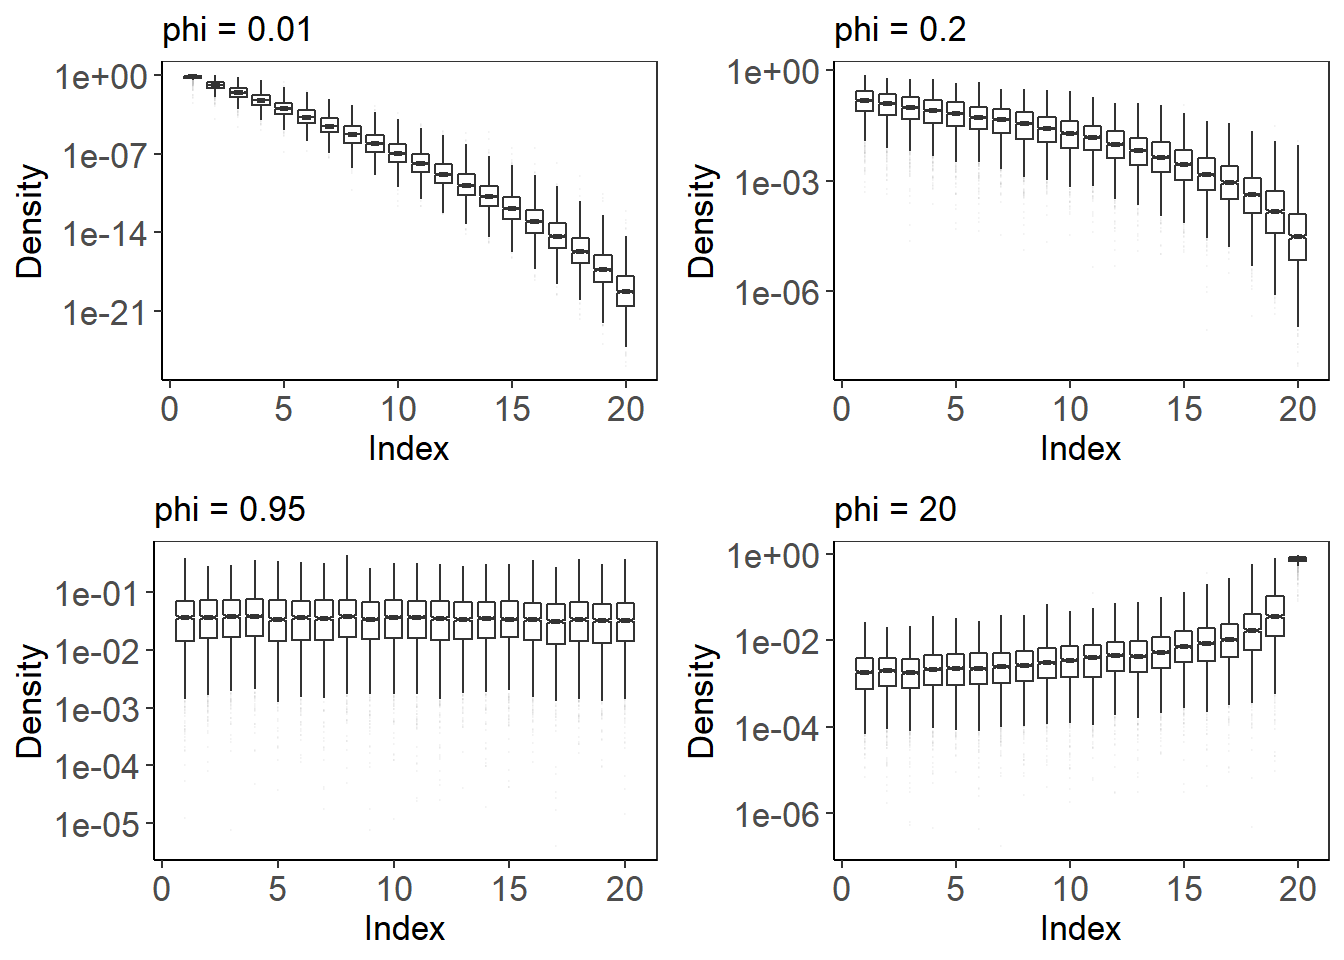 phi = 0.01
1e+00
1e-07
1e-14
1e-21
Density
0 5 10 15 20
Index
phi = 0.2
1e+00
1e-03
1e-06
Density
0 5 10 15 20
Index
phi = 0.95
1e-01
1e-02
1e-03
1e-04
1e-05
Density
0 5 10 15 20
Index
phi = 20
1e+00
1e-02
1e-04
1e-06
Density
0 5 10 15 20
Index